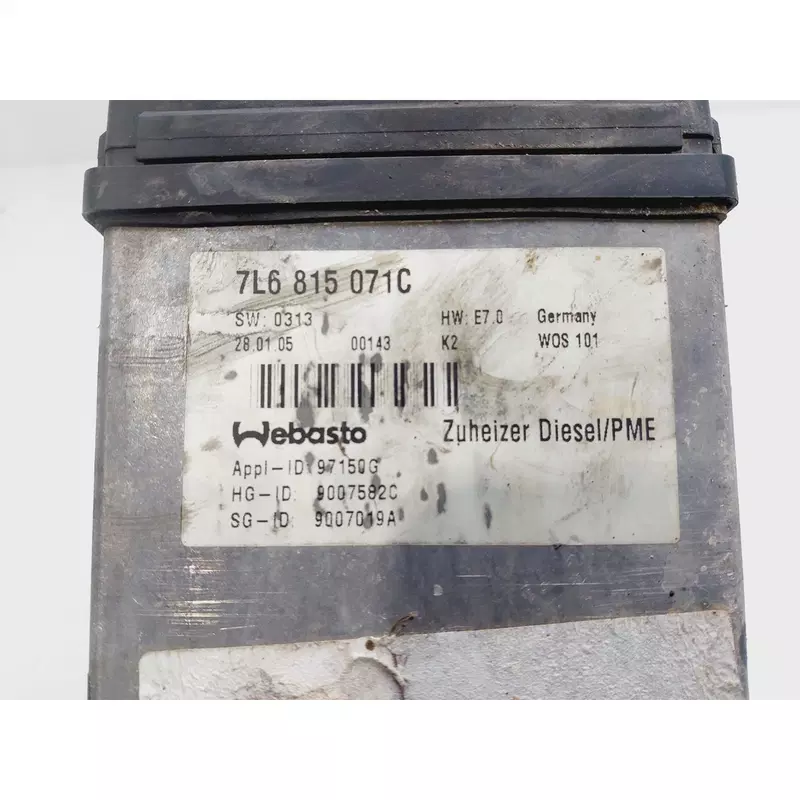 7L6 815 071C
SW: 0313 HW: E7.0 Germany
28.01.05 00143 K2 WOS 101
Webasto Zuheizer Diesel/PME
Appl-ID: 97150G
HG-ID: 9007582C
SG-ID: 9007019A